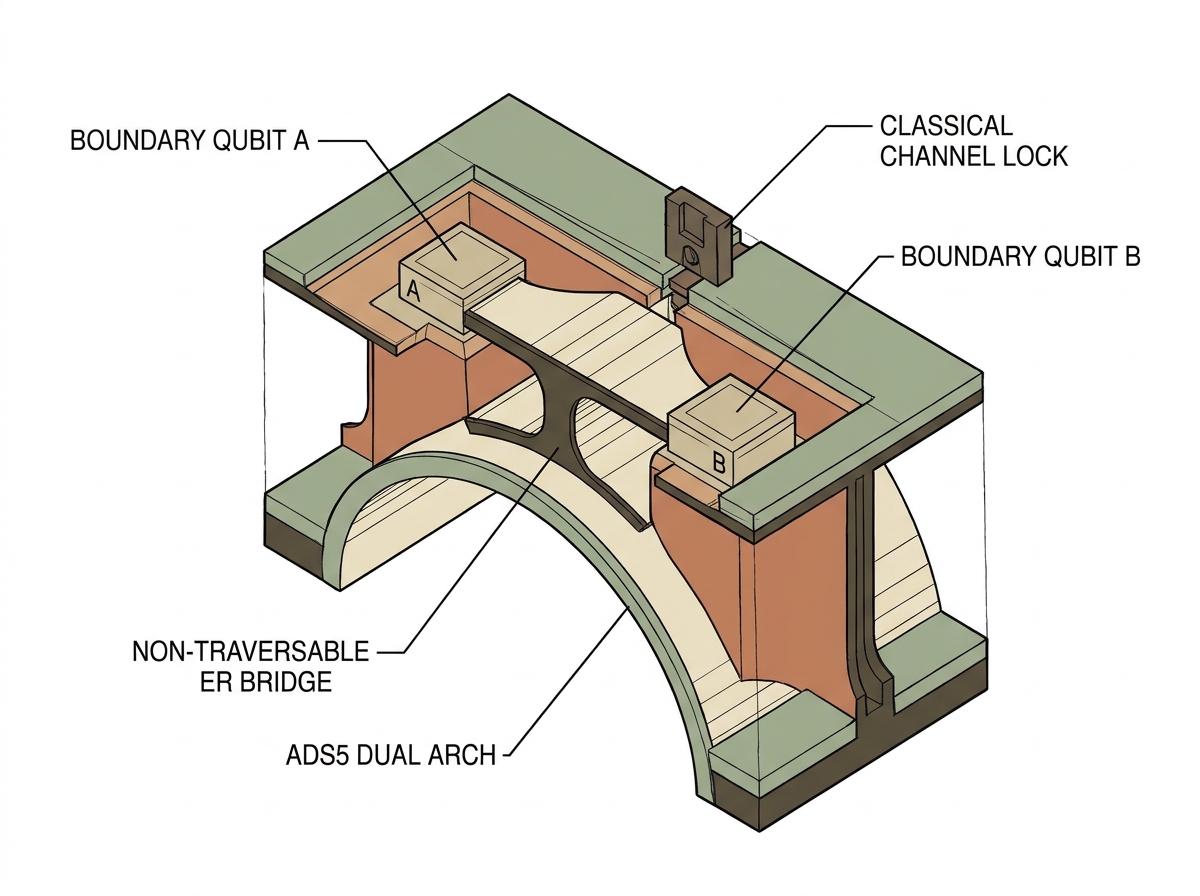 BOUNDARY QUBIT A
CLASSICAL
CHANNEL LOCK
BOUNDARY QUBIT B
A
B
NON-TRAVERSABLE
ER BRIDGE
ADS5 DUAL ARCH